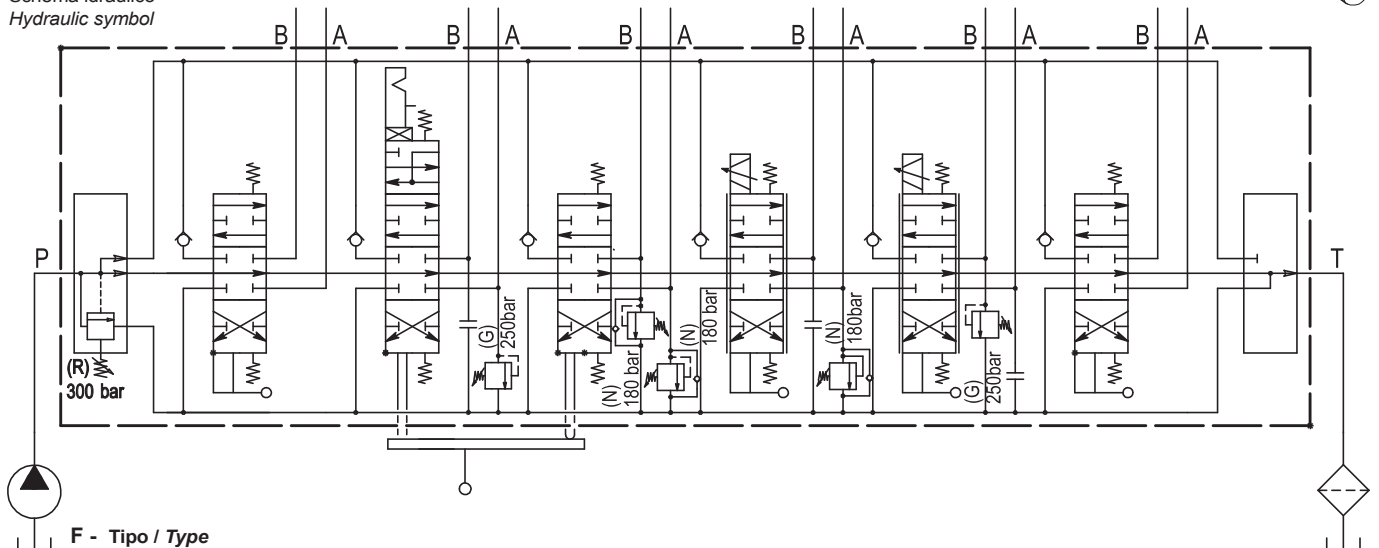 Schema idraulico
Hydraulic symbol
B A B A B A B A B A B A
P
T
(R)
300 bar
(G)
250bar
(N)
180 bar
(N)
180 bar
(N)
180bar
(G)
250bar
F - Tipo / Type